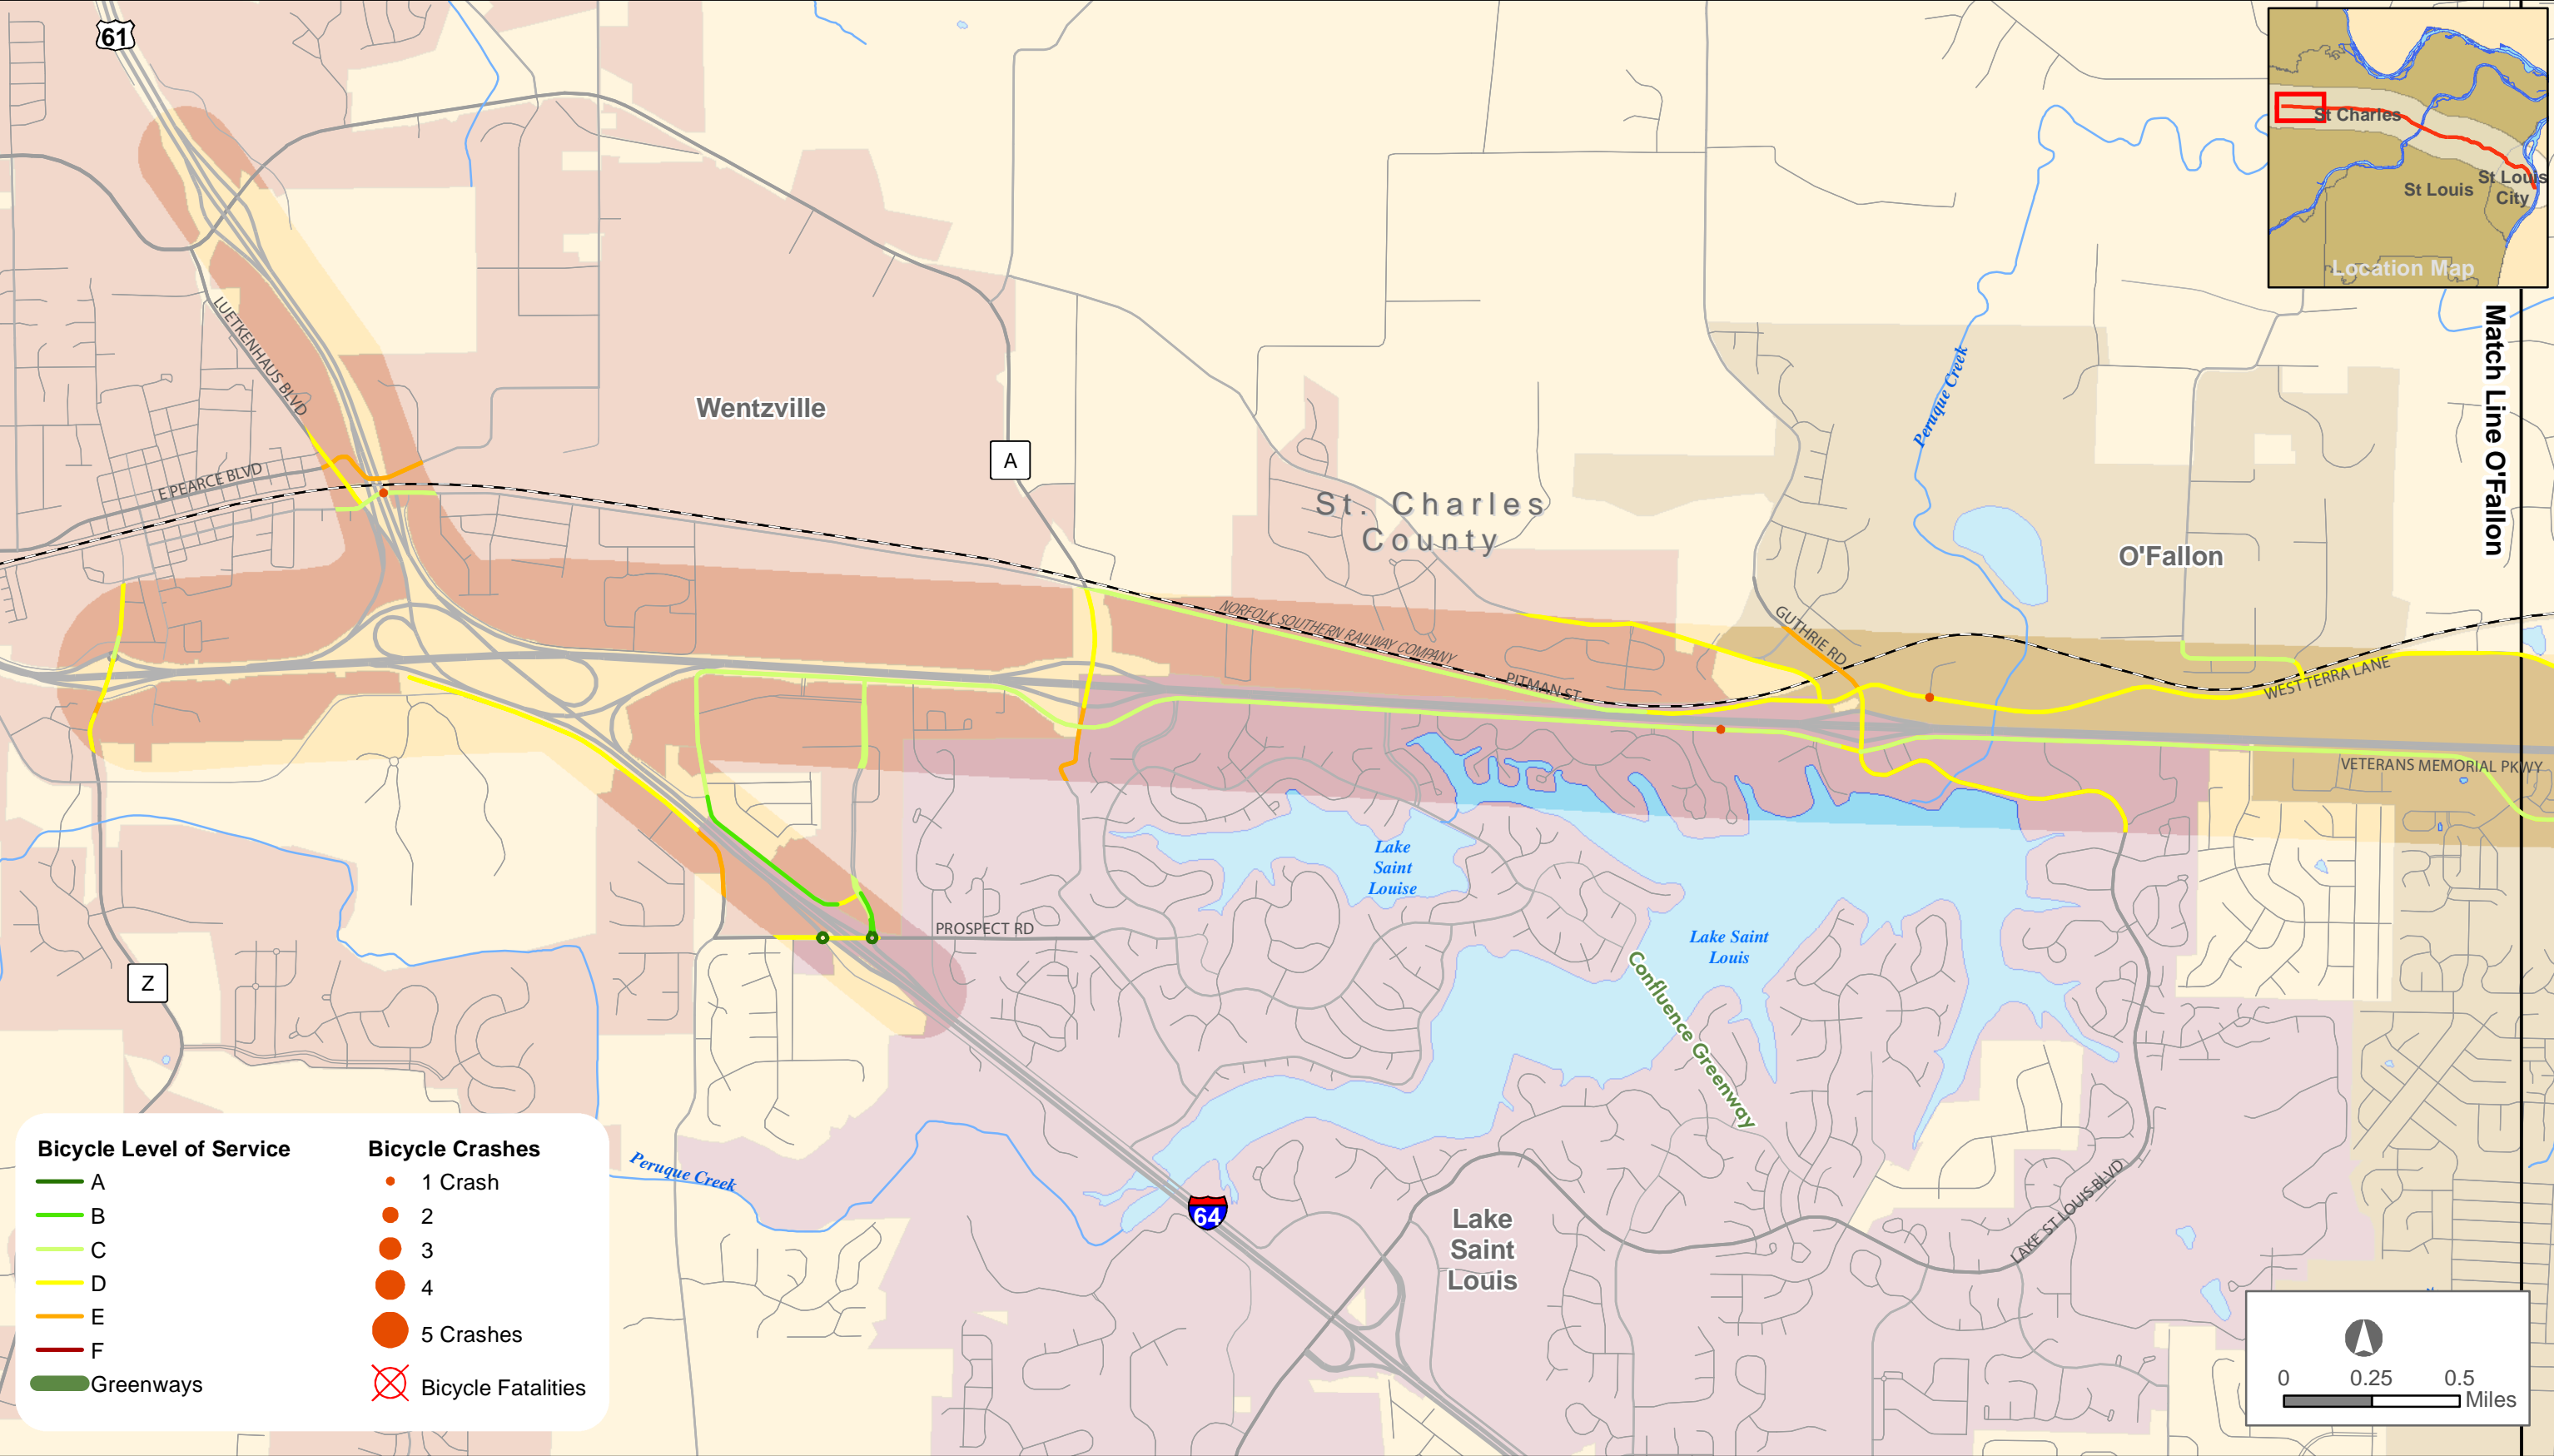 61
St Charles
St Louis
St Louis
City
Location Map
Match Line O'Fallon
LUETKENHAUS BLVD
Peruque Creek
Wentzville
A
E PEARCE BLVD
St. Charles
County
O'Fallon
NORFOLK SOUTHERN RAILWAY COMPANY
GUTHRIE RD
PITMAN ST
WEST TERRA LANE
VETERANS MEMORIAL PKWY
Lake
Saint
Louise
PROSPECT RD
Lake Saint
Louis
Confluence Greenway
Z
Peruque Creek
64
Lake
Saint
Louis
LAKE ST LOUIS BLVD
Bicycle Level of Service
A
B
C
D
E
F
Greenways
Bicycle Crashes
1 Crash
2
3
4
5 Crashes
Bicycle Fatalities
0 0.25 0.5
Miles